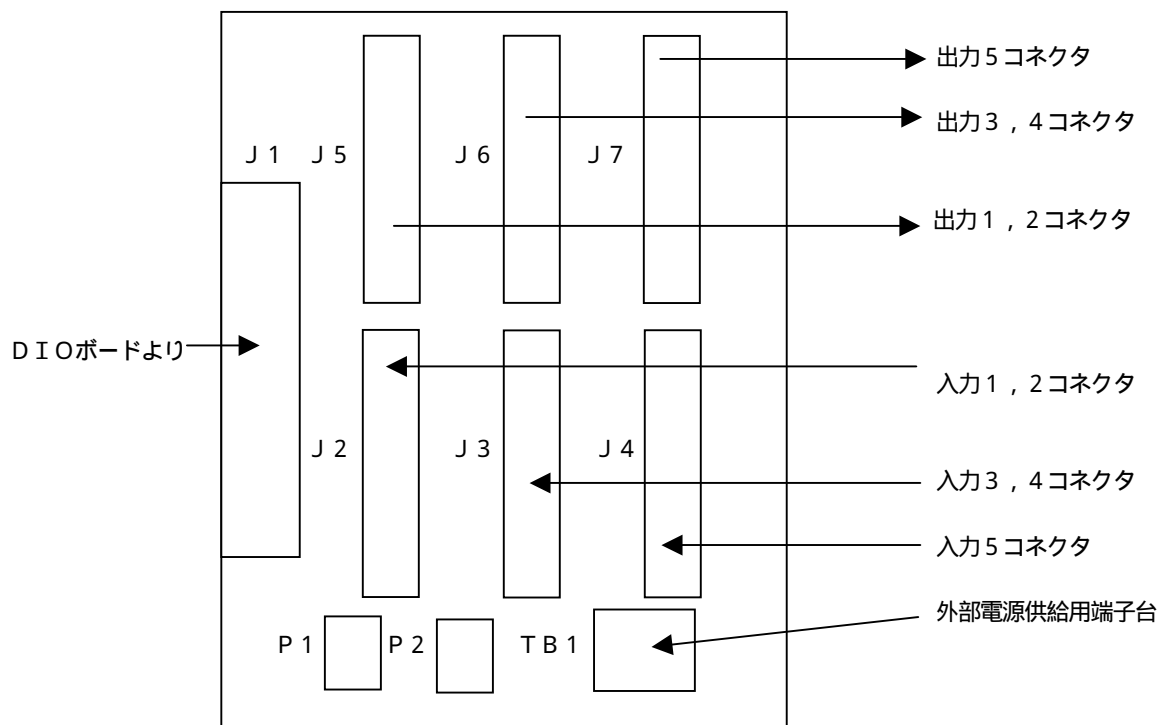 出力５コネクタ
出力３，４コネクタ
Ｊ１ Ｊ５ Ｊ６ Ｊ７
出力１，２コネクタ
ＤＩＯボードより
入力１，２コネクタ
Ｊ２ Ｊ３ Ｊ４
入力３，４コネクタ
入力５コネクタ
外部電源供給用端子台
Ｐ１ Ｐ２ ＴＢ１